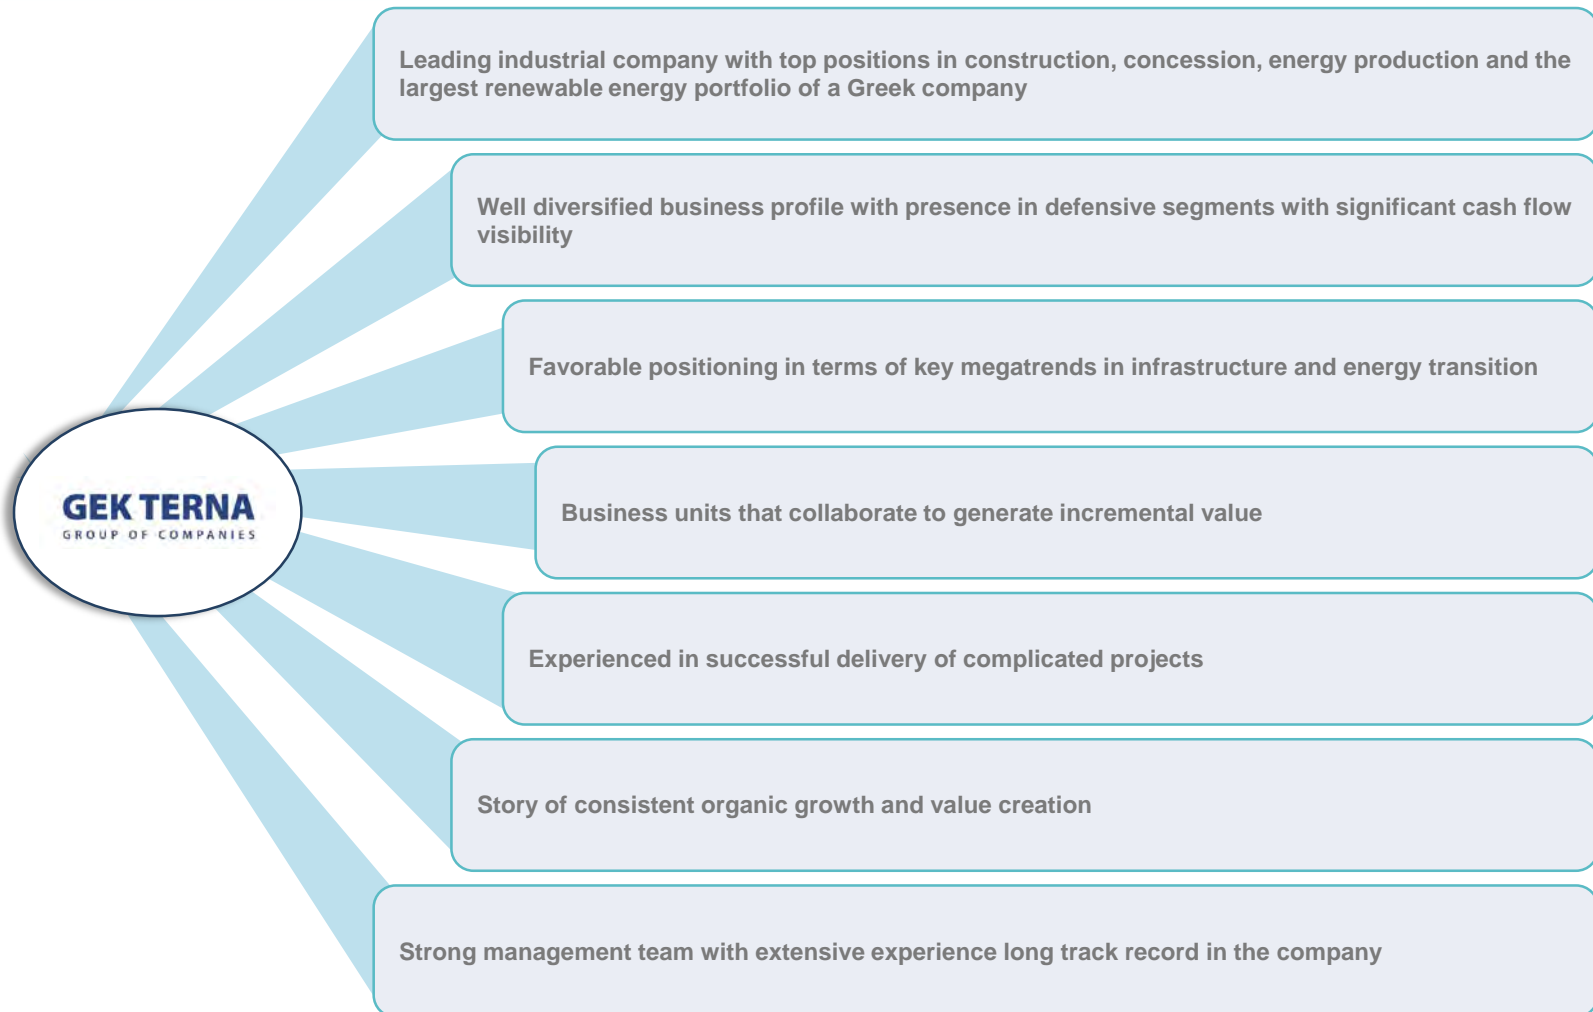 Leading industrial company with top positions in construction, concession, energy production and the
largest renewable energy portfolio of a Greek company
Well diversified business profile with presence in defensive segments with significant cash flow
visibility
Favorable positioning in terms of key megatrends in infrastructure and energy transition
GEK TERNA
GROUP OF COMPANIES
Business units that collaborate to generate incremental value
Experienced in successful delivery of complicated projects
Story of consistent organic growth and value creation
Strong management team with extensive experience long track record in the company